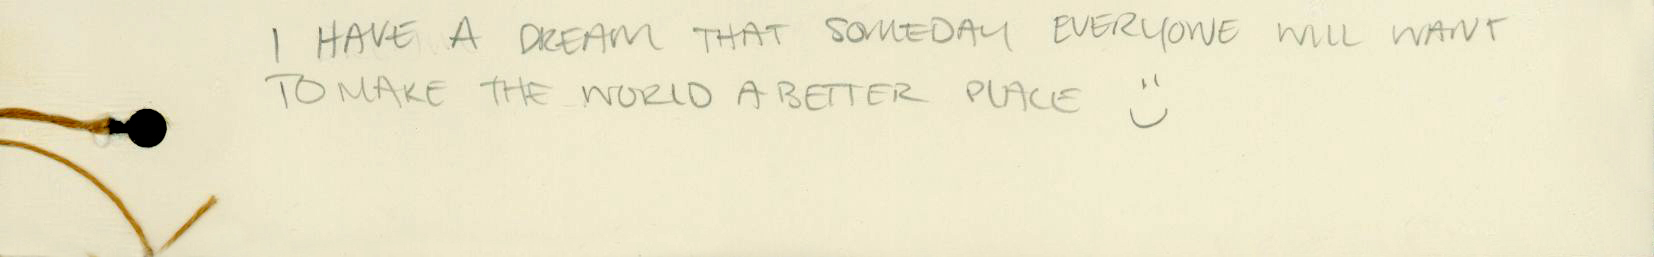 I HAVE A DREAM THAT SOMEDAY EVERYONE WILL WANT
TO MAKE THE WORLD A BETTER PLACE :)